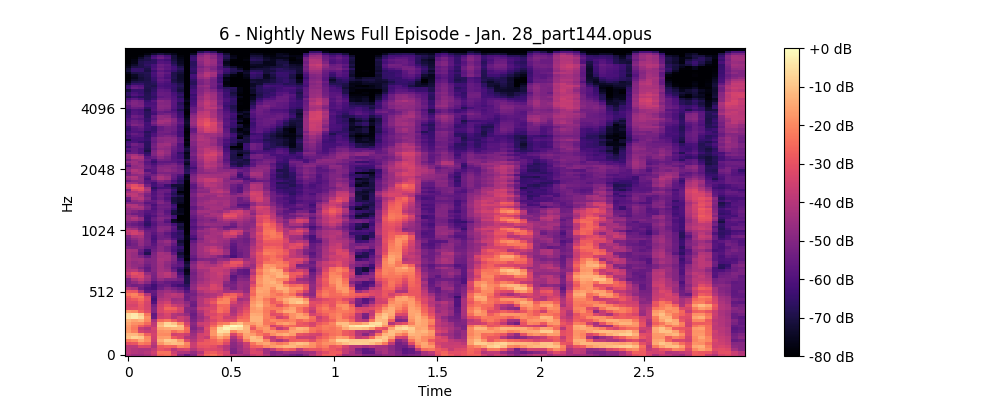 6 - Nightly News Full Episode - Jan. 28_part144.opus
Hz
4096
2048
1024
512
0
0
0.5
1
1.5
2
2.5
Time
+0 dB
-10 dB
-20 dB
-30 dB
-40 dB
-50 dB
-60 dB
-70 dB
-80 dB